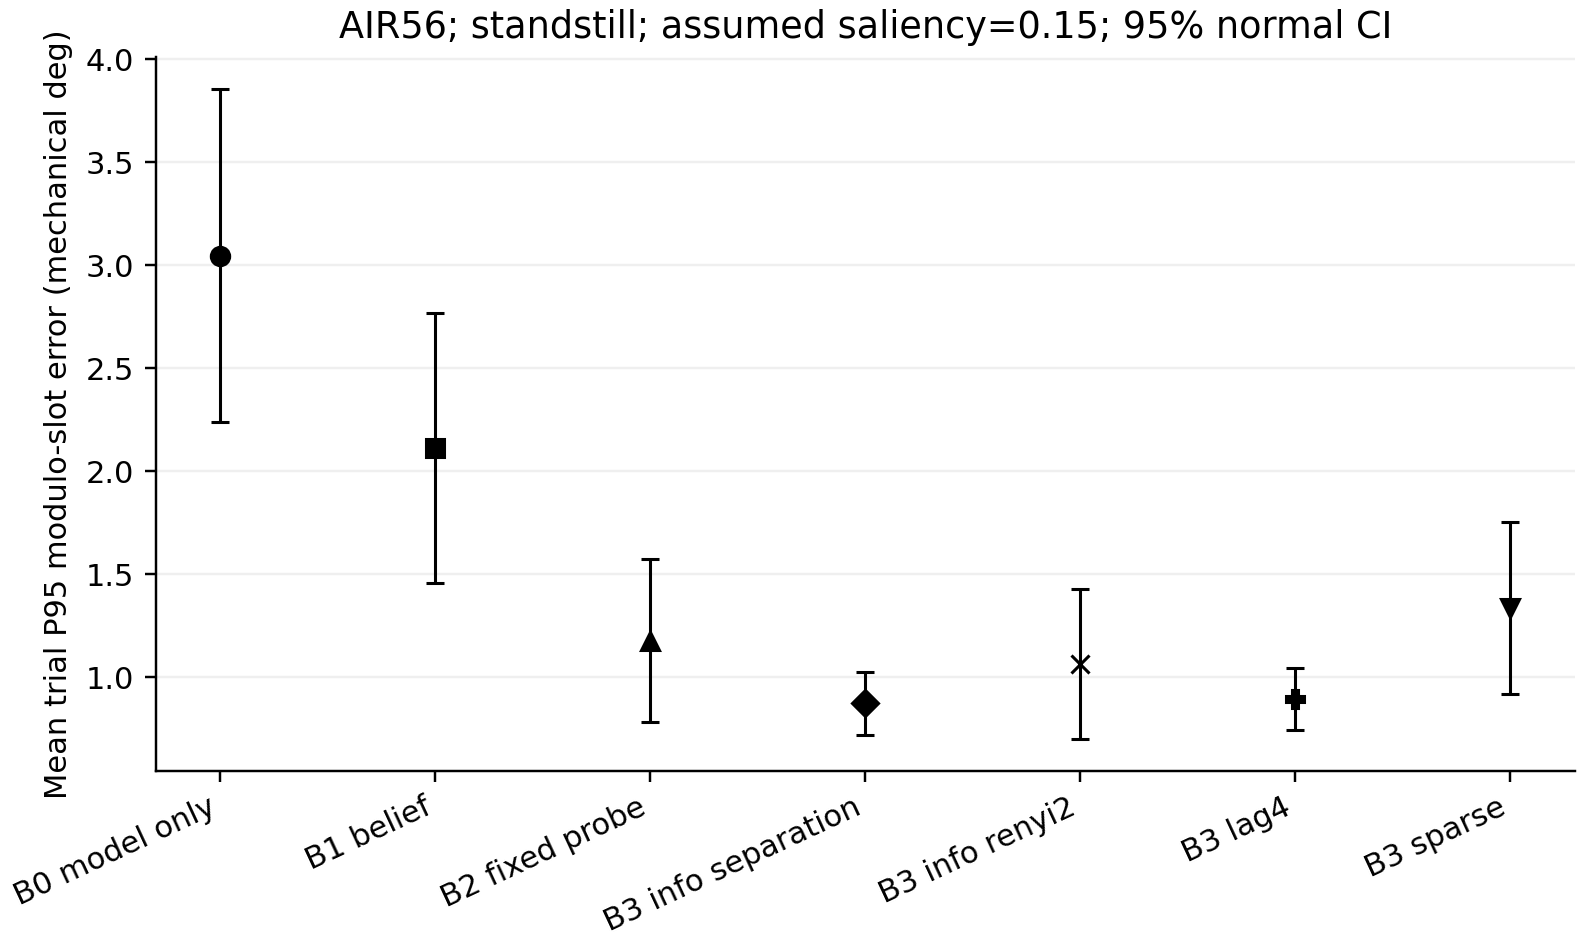 AIR56; standstill; assumed saliency=0.15; 95% normal CI
Mean trial P95 modulo-slot error (mechanical deg)
4.0
3.5
3.0
2.5
2.0
1.5
1.0
B0 model only
B1 belief
B2 fixed probe
B3 info separation
B3 info renyi2
B3 lag4
B3 sparse